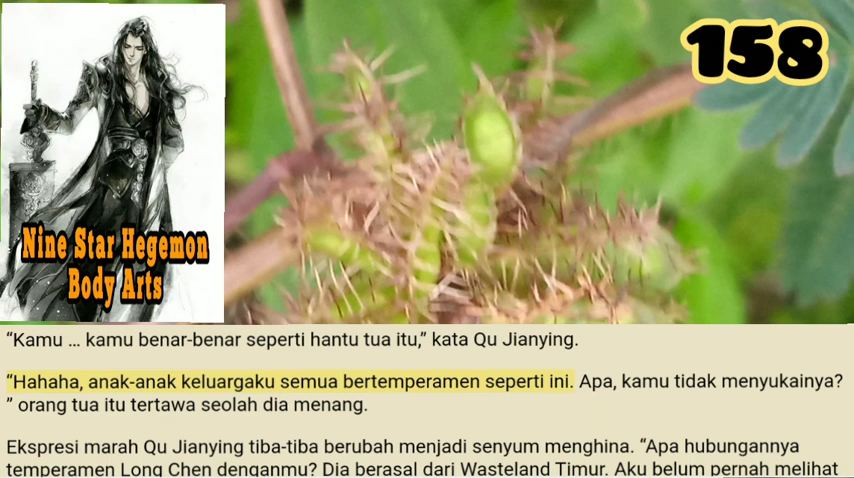 158
Nine Star Hegemon
Body Arts
“Kamu ... kamu benar-benar seperti hantu tua itu,” kata Qu Jianying.
“Hahaha, anak-anak keluargaku semua bertemperamen seperti ini. Apa, kamu tidak menyukainya?
” orang tua itu tertawa seolah dia menang.
Ekspresi marah Qu Jianying tiba-tiba berubah menjadi senyum menghina. “Apa hubungannya
temperamen Long Chen denganmu? Dia berasal dari Wasteland Timur. Aku belum pernah melihat